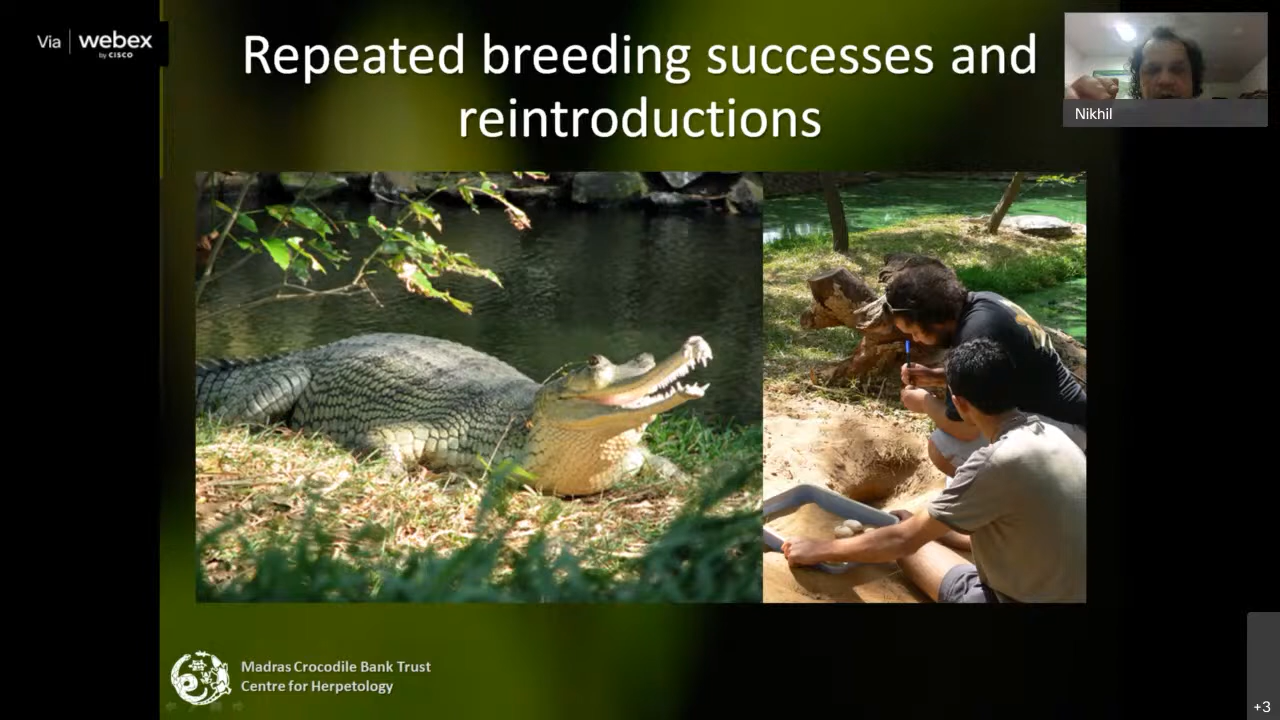 Via webex
by CISCO
Repeated breeding successes and
reintroductions
Nikhil
Madras Crocodile Bank Trust
Centre for Herpetology
+3